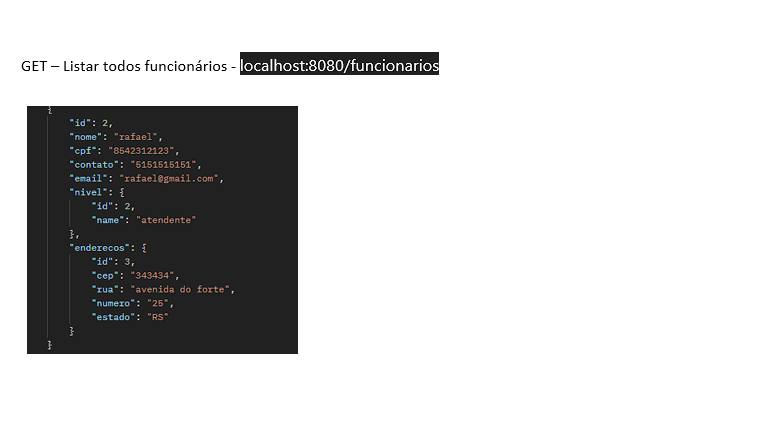 GET – Listar todos funcionários - localhost:8080/funcionarios
{
"id": 2,
"nome": "rafael",
"cpf": "8542312123",
"contato": "5151515151",
"email": "rafael@gmail.com",
"nivel": {
"id": 2,
"name": "atendente"
},
"enderecos": {
"id": 3,
"cep": "343434",
"rua": "avenida do forte",
"numero": "25",
"estado": "RS"
}
}